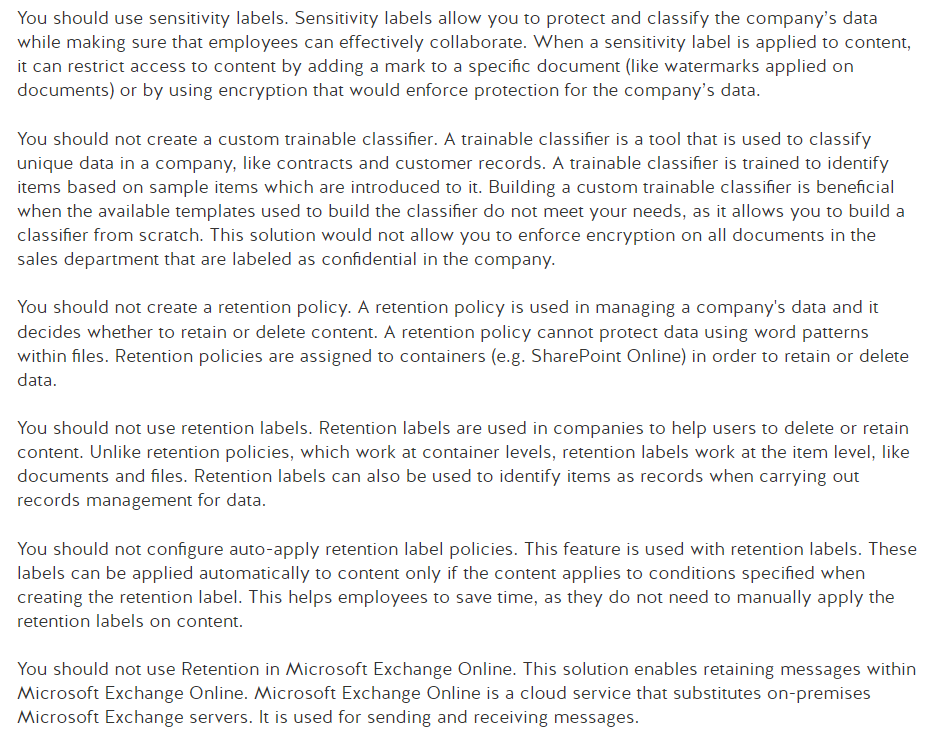 You should use sensitivity labels. Sensitivity labels allow you to protect and classify the company's data
while making sure that employees can effectively collaborate. When a sensitivity label is applied to content,
it can restrict access to content by adding a mark to a specific document (like watermarks applied on
documents) or by using encryption that would enforce protection for the company's data.
You should not create a custom trainable classifier. A trainable classifier is a tool that is used to classify
unique data in a company, like contracts and customer records. A trainable classifier is trained to identify
items based on sample items which are introduced to it. Building a custom trainable classifier is beneficial
when the available templates used to build the classifier do not meet your needs, as it allows you to build a
classifier from scratch. This solution would not allow you to enforce encryption on all documents in the
sales department that are labeled as confidential in the company.
You should not create a retention policy. A retention policy is used in managing a company's data and it
decides whether to retain or delete content. A retention policy cannot protect data using word patterns
within files. Retention policies are assigned to containers (e.g. SharePoint Online) in order to retain or delete
data.
You should not use retention labels. Retention labels are used in companies to help users to delete or retain
content. Unlike retention policies, which work at container levels, retention labels work at the item level, like
documents and files. Retention labels can also be used to identify items as records when carrying out
records management for data.
You should not configure auto-apply retention label policies. This feature is used with retention labels. These
labels can be applied automatically to content only if the content applies to conditions specified when
creating the retention label. This helps employees to save time, as they do not need to manually apply the
retention labels on content.
You should not use Retention in Microsoft Exchange Online. This solution enables retaining messages within
Microsoft Exchange Online. Microsoft Exchange Online is a cloud service that substitutes on-premises
Microsoft Exchange servers. It is used for sending and receiving messages.